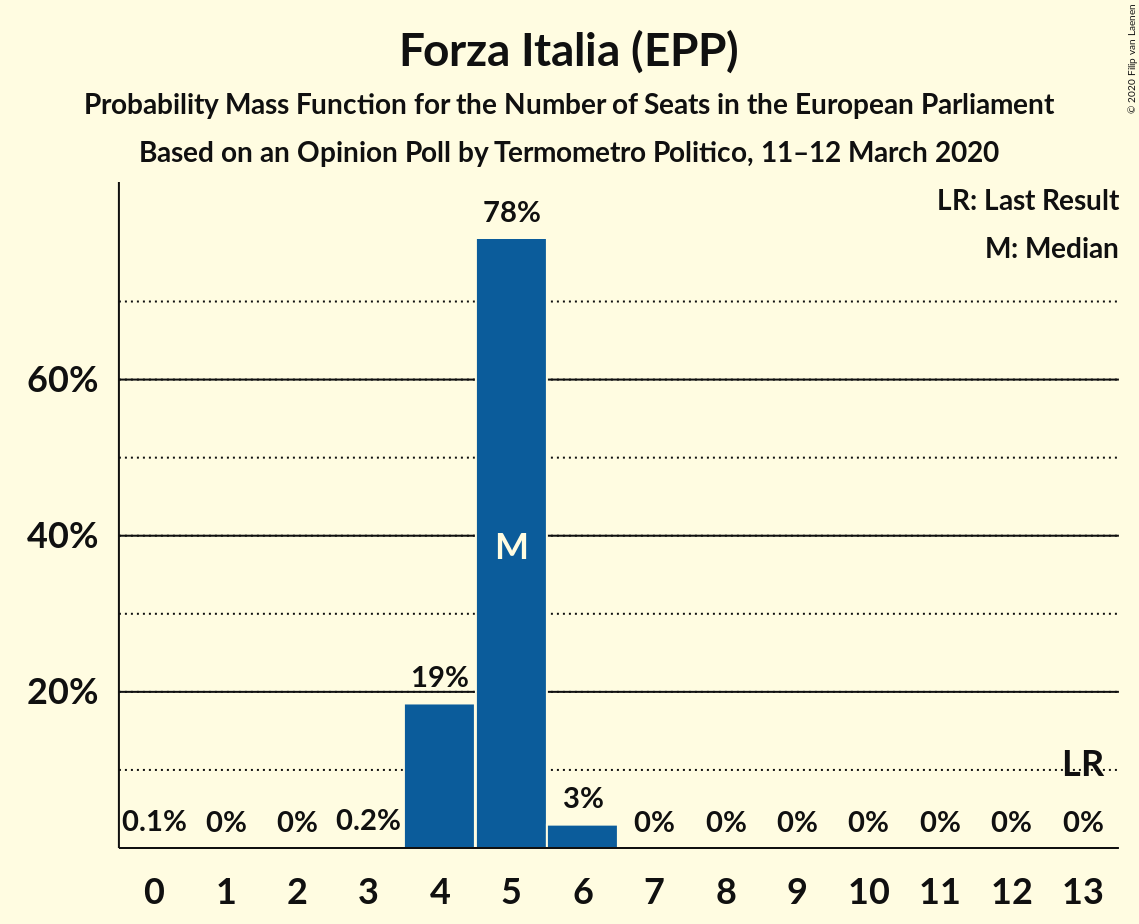 Forza Italia (EPP)
Probability Mass Function for the Number of Seats in the European Parliament
Based on an Opinion Poll by Termometro Politico, 11–12 March 2020
© 2020 Filip van Laenen
LR: Last Result
M: Median
78%
60%
40%
M
20%
19%
LR
0.1% 0% 0% 0.2% 3% 0% 0% 0% 0% 0% 0% 0%
0 1 2 3 4 5 6 7 8 9 10 11 12 13